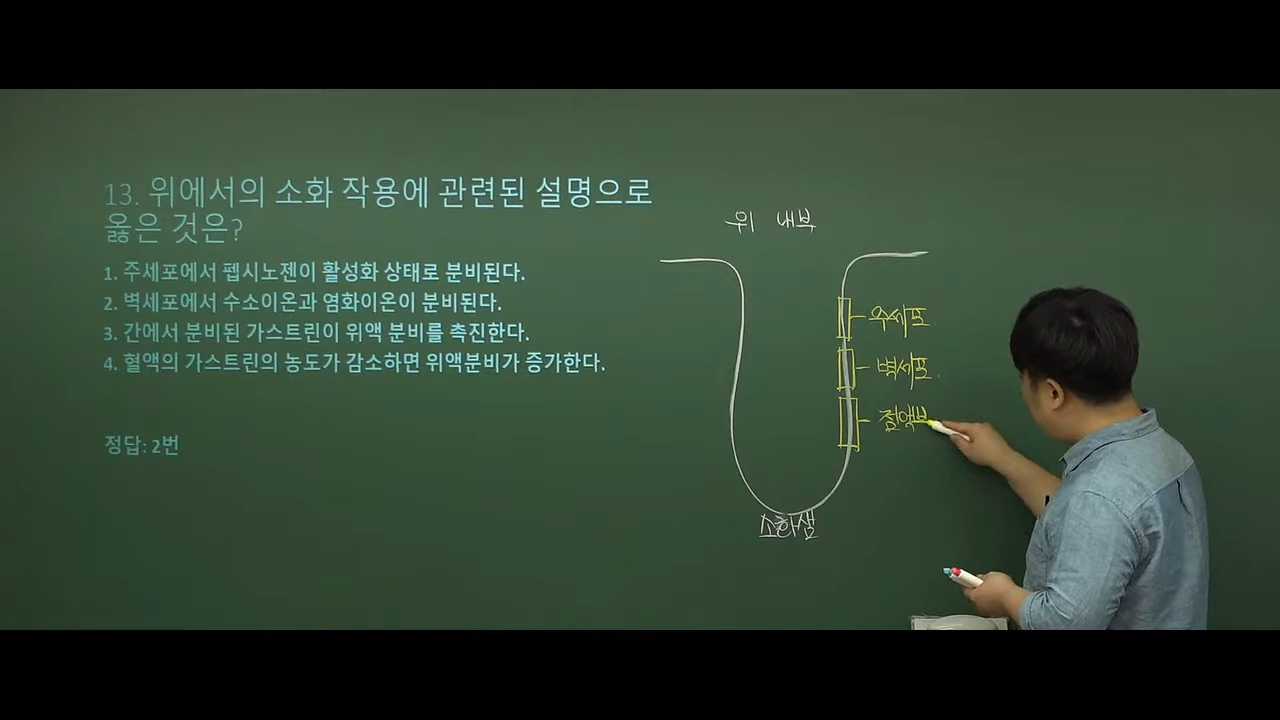 13. 위에서의 소화 작용에 관련된 설명으로
옳은 것은?
1. 주세포에서 펩시노젠이 활성화 상태로 분비된다.
2. 벽세포에서 수소이온과 염화이온이 분비된다.
3. 간에서 분비된 가스트린이 위액 분비를 촉진한다.
4. 혈액의 가스트린의 농도가 감소하면 위액분비가 증가한다.
정답: 2번
위 내부
주세포
벽세포
점액분
소화샘